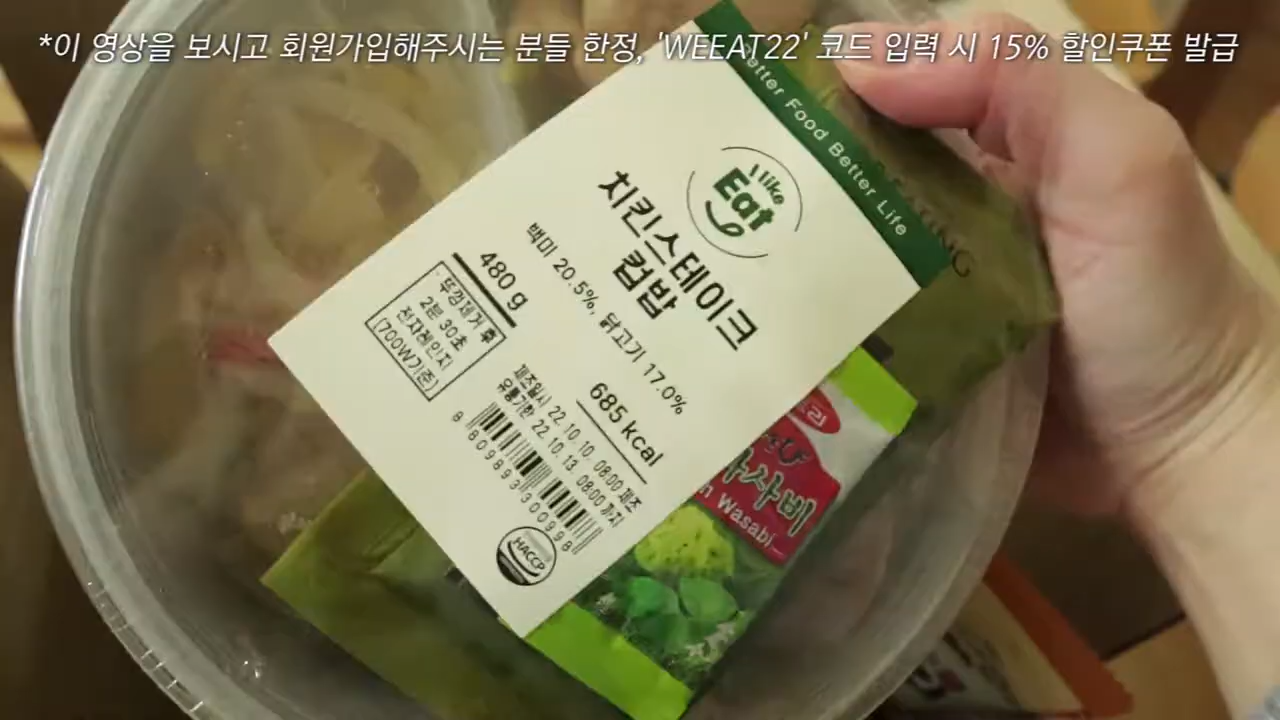 *이 영상을 보시고 회원가입해주시는 분들 한정, 'WEEAT22' 코드 입력 시 15% 할인쿠폰 발급
Better Food Better Life
I like
Eat
치킨스테이크
컵밥
백미 20.5%, 닭고기 17.0%
480 g
685 kcal
뚜껑제거 후
2분 30초
전자레인지
(700W기준)
제조일시 22. 10. 10. 08:00 제조
유통기한 22. 10. 13. 08:00 까지
8 809893 300998
HACCP
와사비
Wasabi